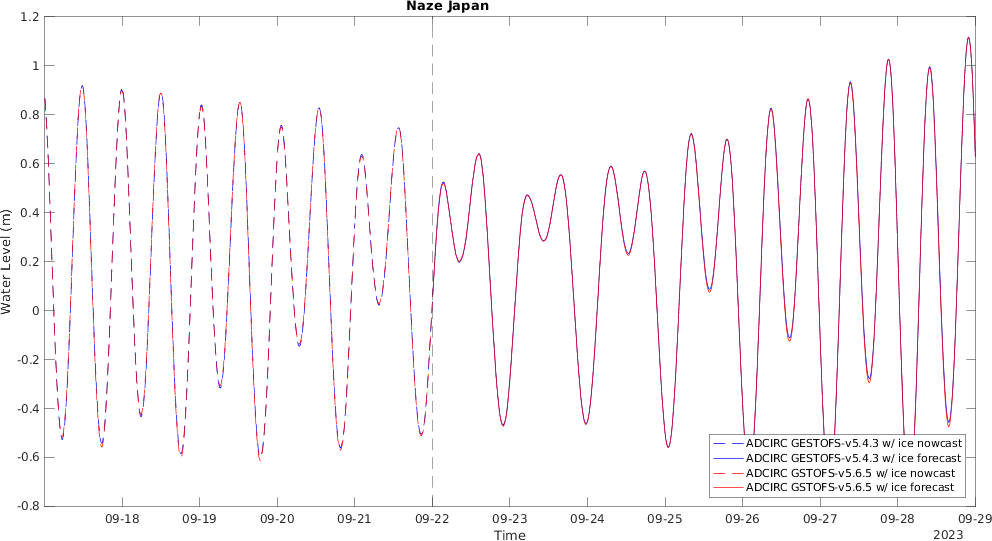 Naze Japan
1.2
1
0.8
0.6
0.4
0.2
0
-0.2
-0.4
-0.6
-0.8
Water Level (m)
ADCIRC GESTOFS-v5.4.3 w/ ice nowcast
ADCIRC GESTOFS-v5.4.3 w/ ice forecast
ADCIRC GSTOFS-v5.6.5 w/ ice nowcast
ADCIRC GSTOFS-v5.6.5 w/ ice forecast
09-18 09-19 09-20 09-21 09-22 09-23 09-24 09-25 09-26 09-27 09-28 09-29
Time
2023